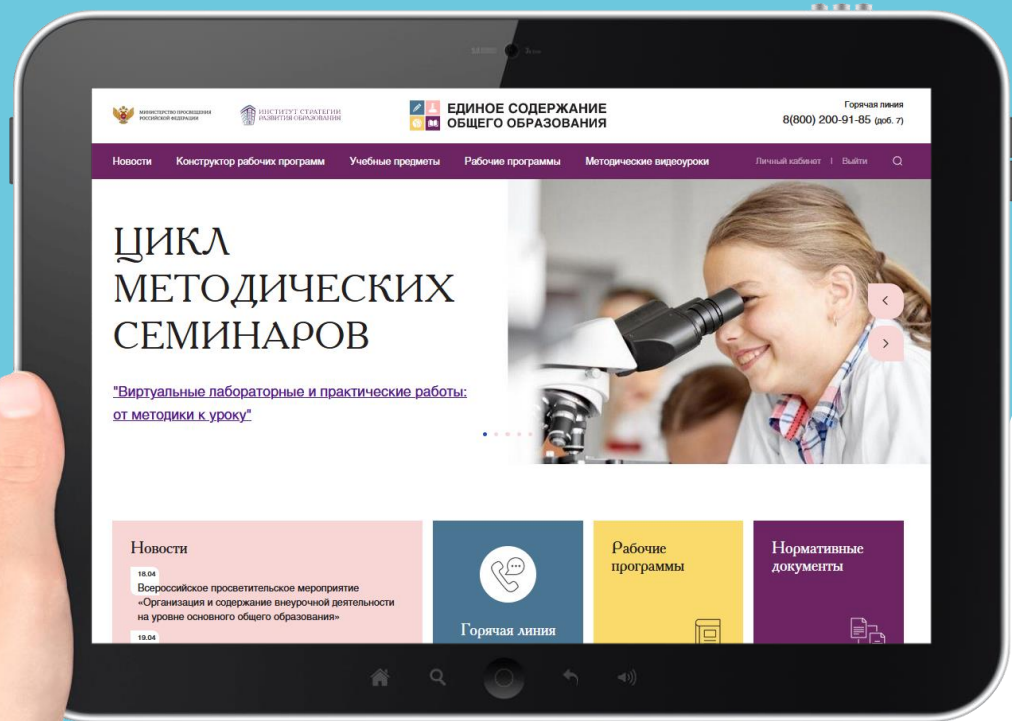 МИНИСТЕРСТВО ПРОСВЕЩЕНИЯ
РОССИЙСКОЙ ФЕДЕРАЦИИ
ИНСТИТУТ СТРАТЕГИИ
РАЗВИТИЯ ОБРАЗОВАНИЯ
ЕДИНОЕ СОДЕРЖАНИЕ
ОБЩЕГО ОБРАЗОВАНИЯ
Горячая линия
8(800) 200-91-85 (доб. 7)
Новости Конструктор рабочих программ Учебные предметы Рабочие программы Методические видеоуроки Личный кабинет | Выйти
ЦИКЛ
МЕТОДИЧЕСКИХ
СЕМИНАРОВ
"Виртуальные лабораторные и практические работы:
от методики к уроку"
Новости
18.04
Всероссийское просветительское мероприятие
«Организация и содержание внеурочной деятельности
на уровне основного общего образования»
19.04
Горячая линия
Рабочие
программы
Нормативные
документы